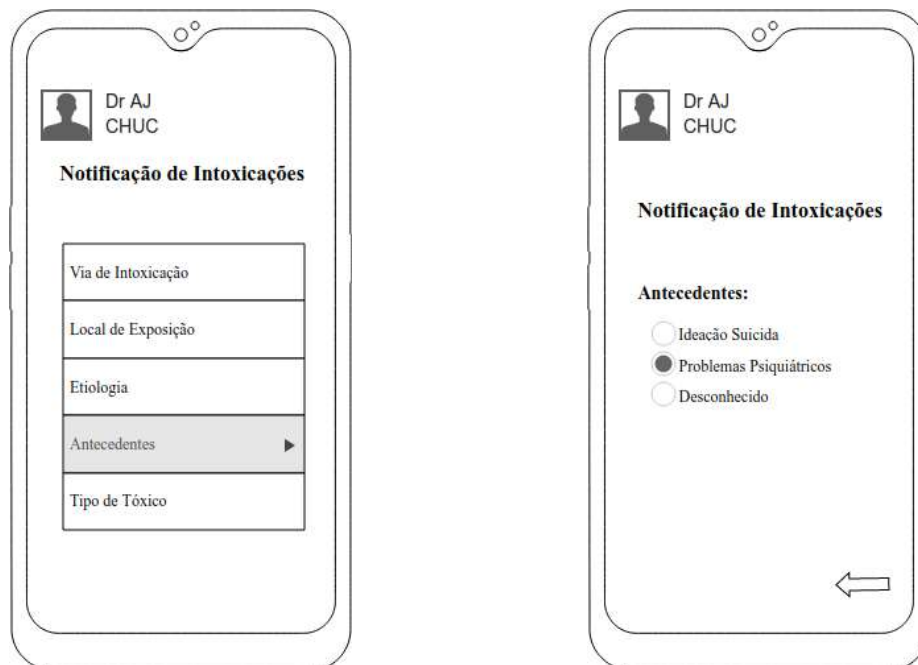 Dr AJ
CHUC
Notificação de Intoxicações
Via de Intoxicação
Local de Exposição
Etiologia
Antecedentes
Tipo de Tóxico
Dr AJ
CHUC
Notificação de Intoxicações
Antecedentes:
Ideação Suicida
Problemas Psiquiátricos
Desconhecido